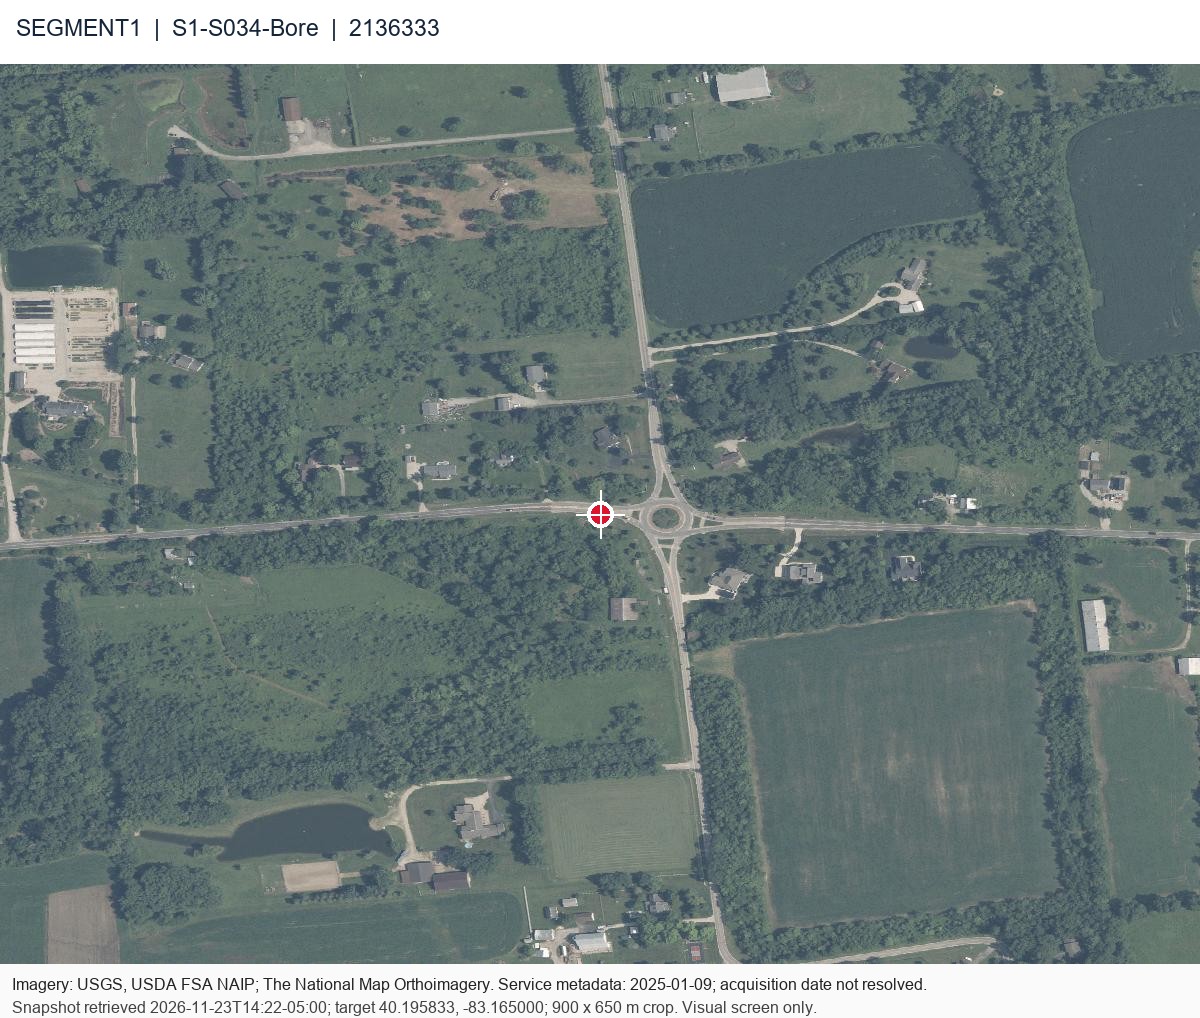 SEGMENT1 | S1-S034-Bore | 2136333
Imagery: USGS, USDA FSA NAIP; The National Map Orthoimagery. Service metadata: 2025-01-09; acquisition date not resolved.
Snapshot retrieved 2026-11-23T14:22-05:00; target 40.195833, -83.165000; 900 x 650 m crop. Visual screen only.